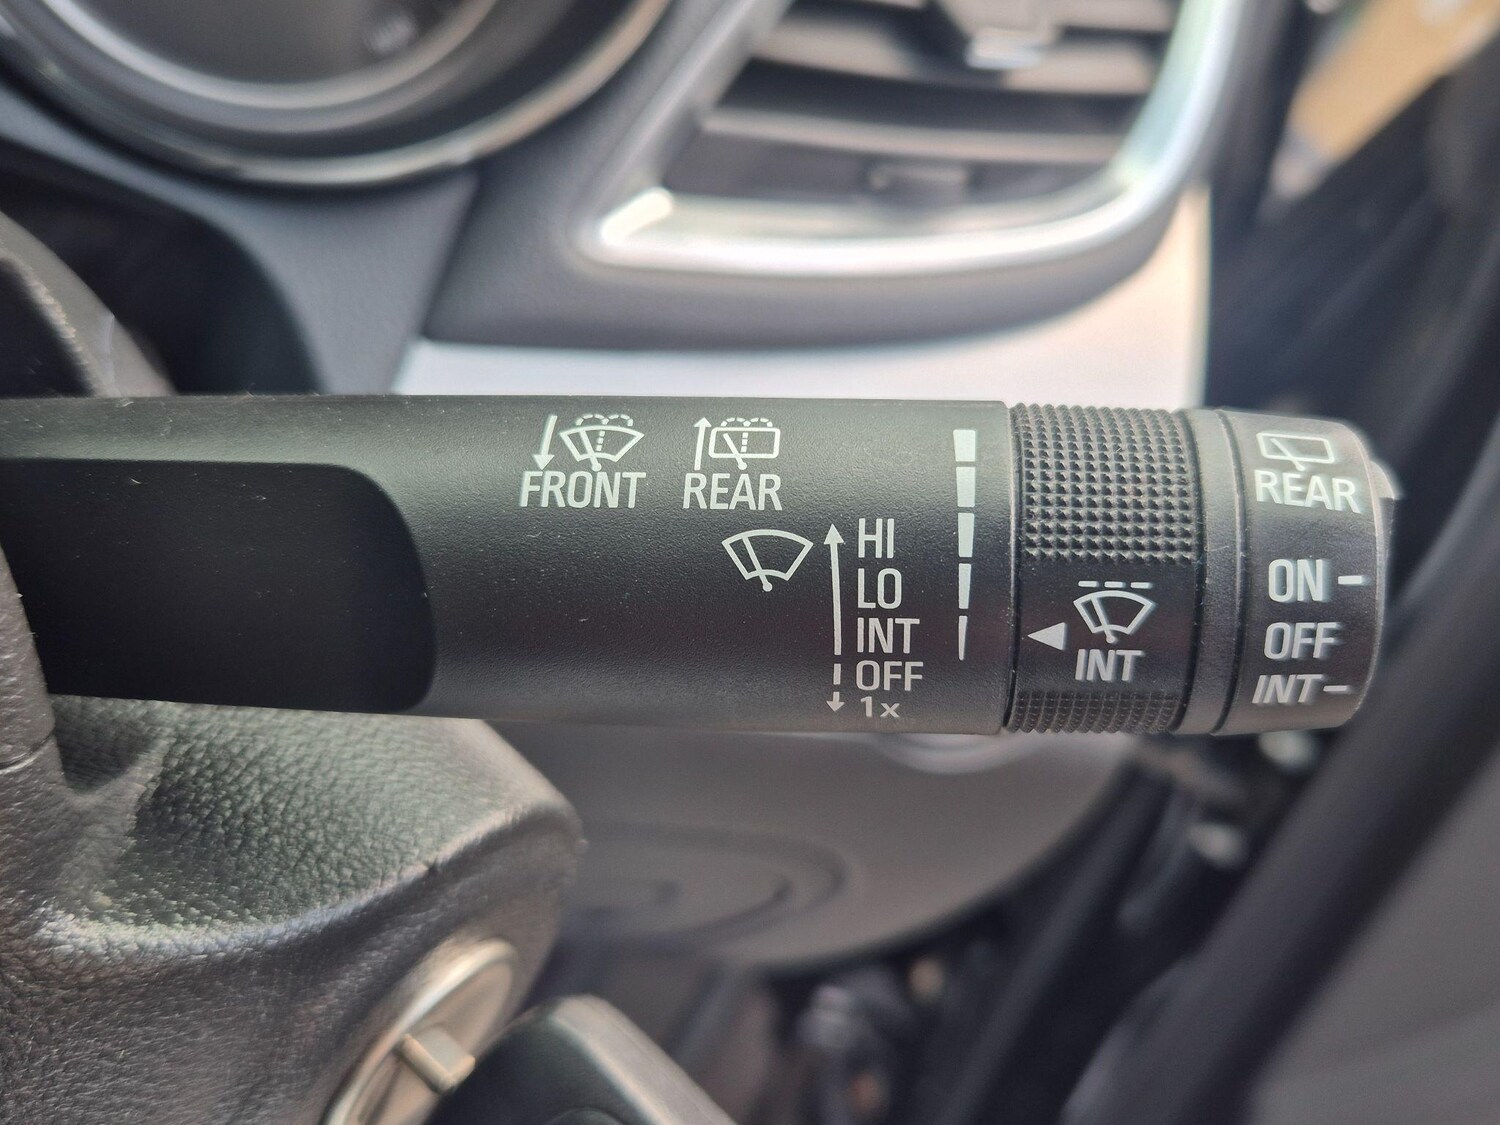 FRONT
REAR
HI
LO
INT
OFF
1x
INT
REAR
ON
OFF
INT